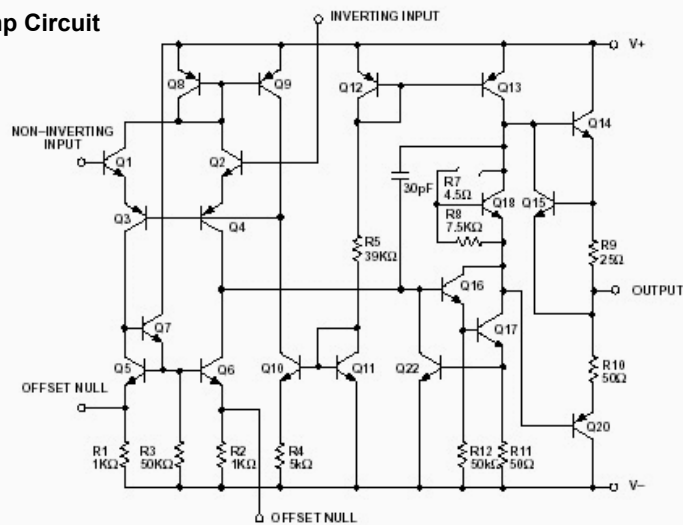 np Circuit
INVERTING INPUT
V+
Q8
Q9
Q12
Q13
Q14
NON-INVERTING
INPUT
Q1
Q2
30pF
R7
4.5Ω
Q18
Q15
R8
7.5KΩ
Q3
Q4
R5
39KΩ
R9
25Ω
Q16
OUTPUT
Q7
Q17
Q5
Q6
Q10
Q11
Q22
R10
50Ω
OFFSET NULL
Q20
R1
1KΩ
R3
50KΩ
R2
1KΩ
R4
5kΩ
R12
50kΩ
R11
50Ω
V-
OFFSET NULL